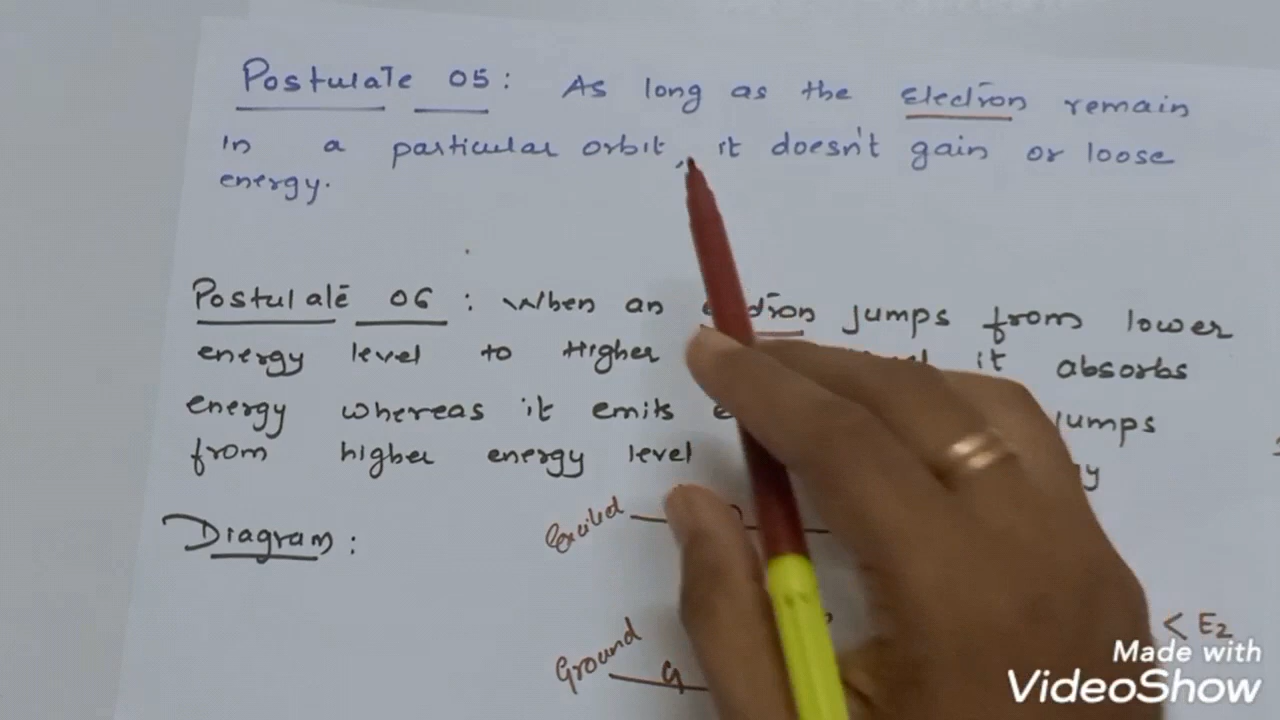 Postulate 05: As long as the electron remain
in a particular orbit, it doesn't gain or loose
energy.
Postulate 06: When an jumps from lower
energy level to Higher it absorbs
energy whereas it emits jumps
from higher energy level
Diagram:
Excited
Ground
< E2
Made with
VideoShow